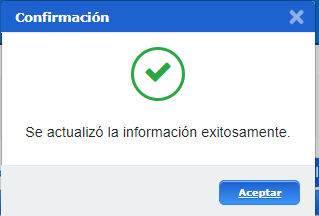 Confirmación
Se actualizó la información exitosamente.
Aceptar